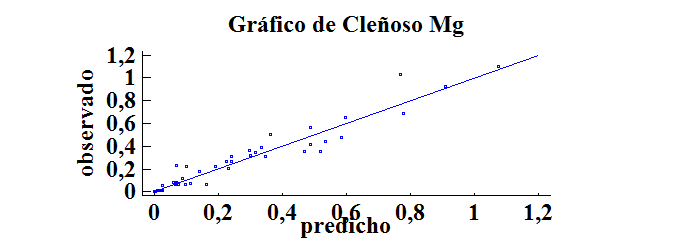 Gráfico de Cleñoso Mg
observado
1,2
1
0,8
0,6
0,4
0,2
0
0 0,2 0,4 0,6 0,8 1 1,2
predicho